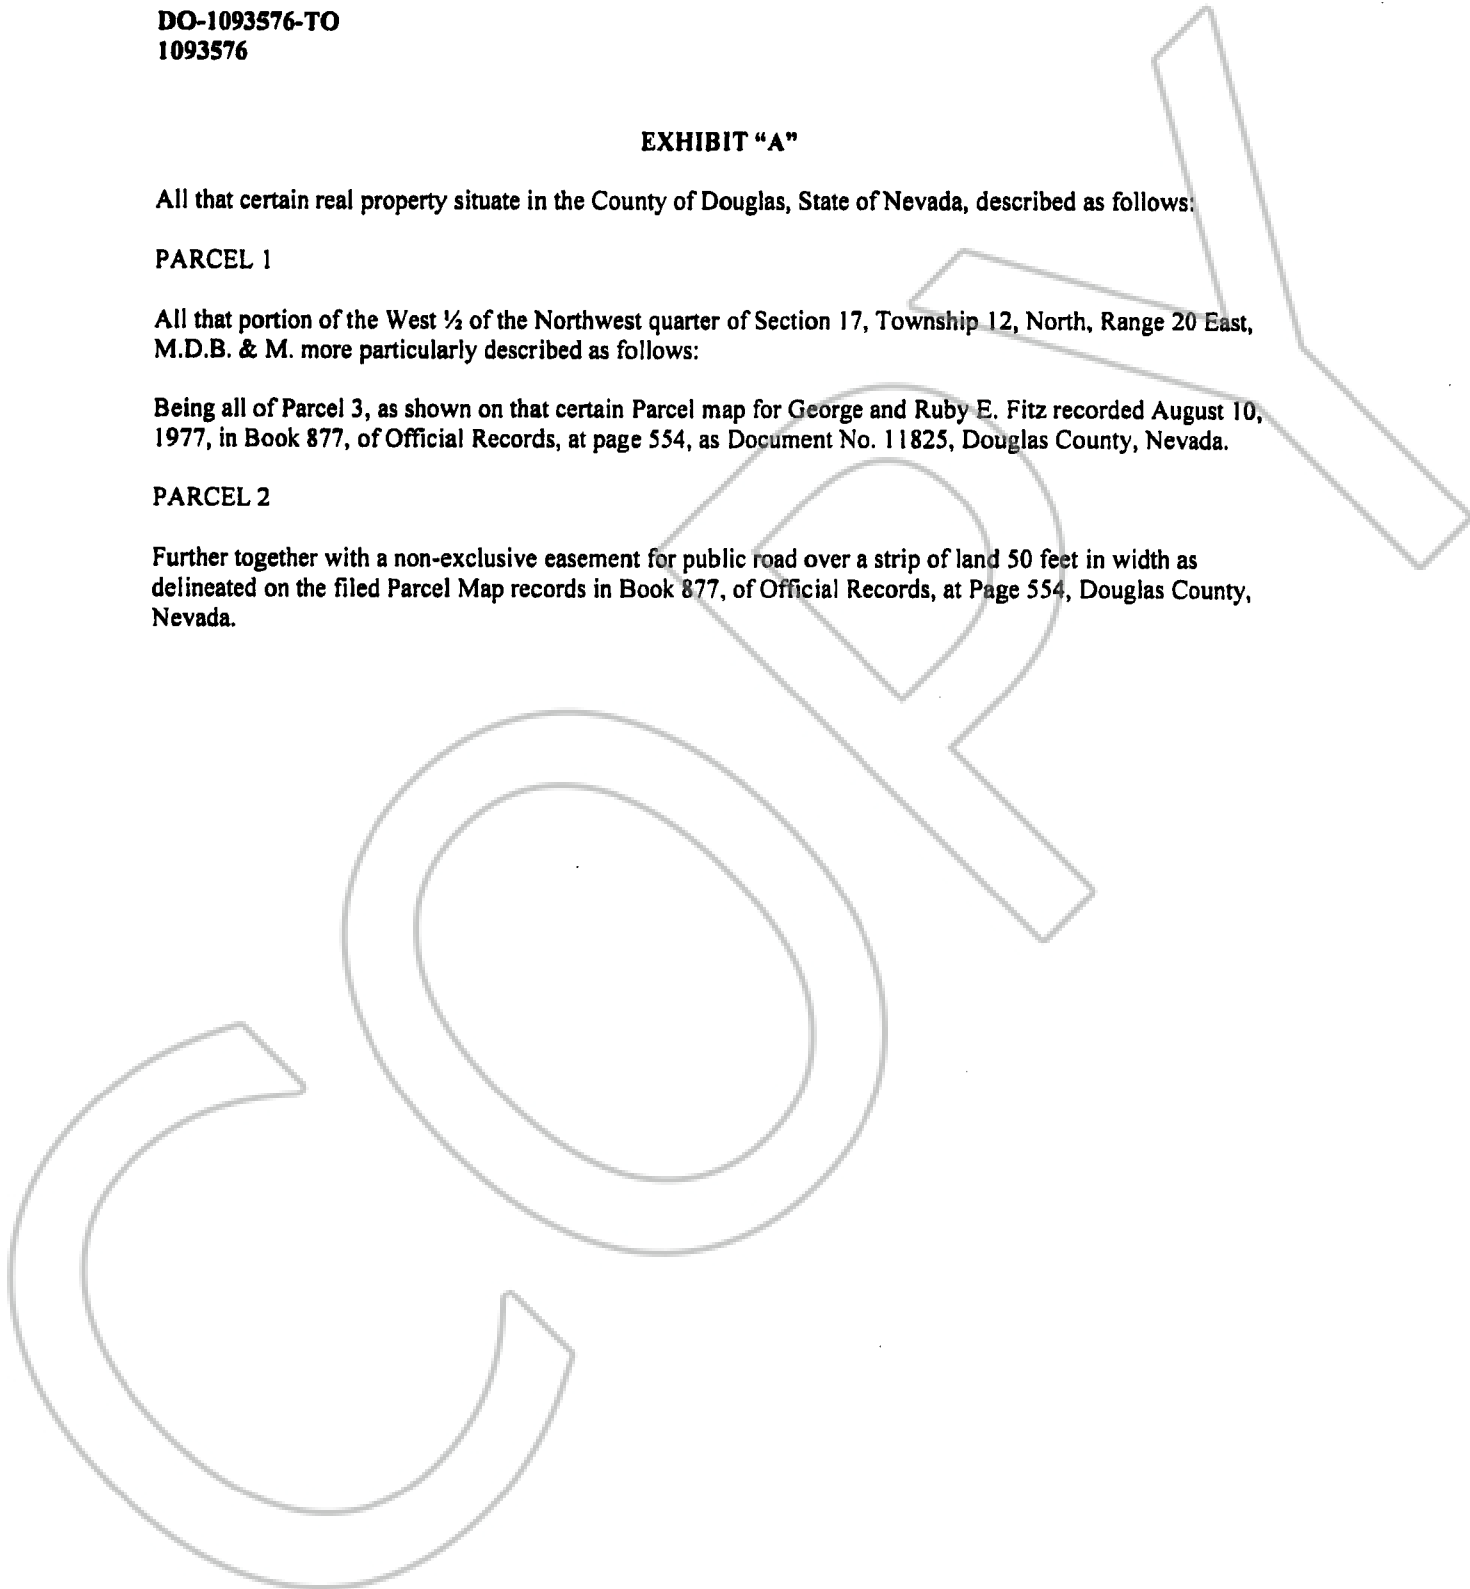 DO-1093576-TO
1093576
EXHIBIT “A”
All that certain real property situate in the County of Douglas, State of Nevada, described as follows:
PARCEL 1
All that portion of the West ½ of the Northwest quarter of Section 17, Township 12, North, Range 20 East,
M.D.B. & M. more particularly described as follows:
Being all of Parcel 3, as shown on that certain Parcel map for George and Ruby E. Fitz recorded August 10,
1977, in Book 877, of Official Records, at page 554, as Document No. 11825, Douglas County, Nevada.
PARCEL 2
Further together with a non-exclusive easement for public road over a strip of land 50 feet in width as
delineated on the filed Parcel Map records in Book 877, of Official Records, at Page 554, Douglas County,
Nevada.
COPY